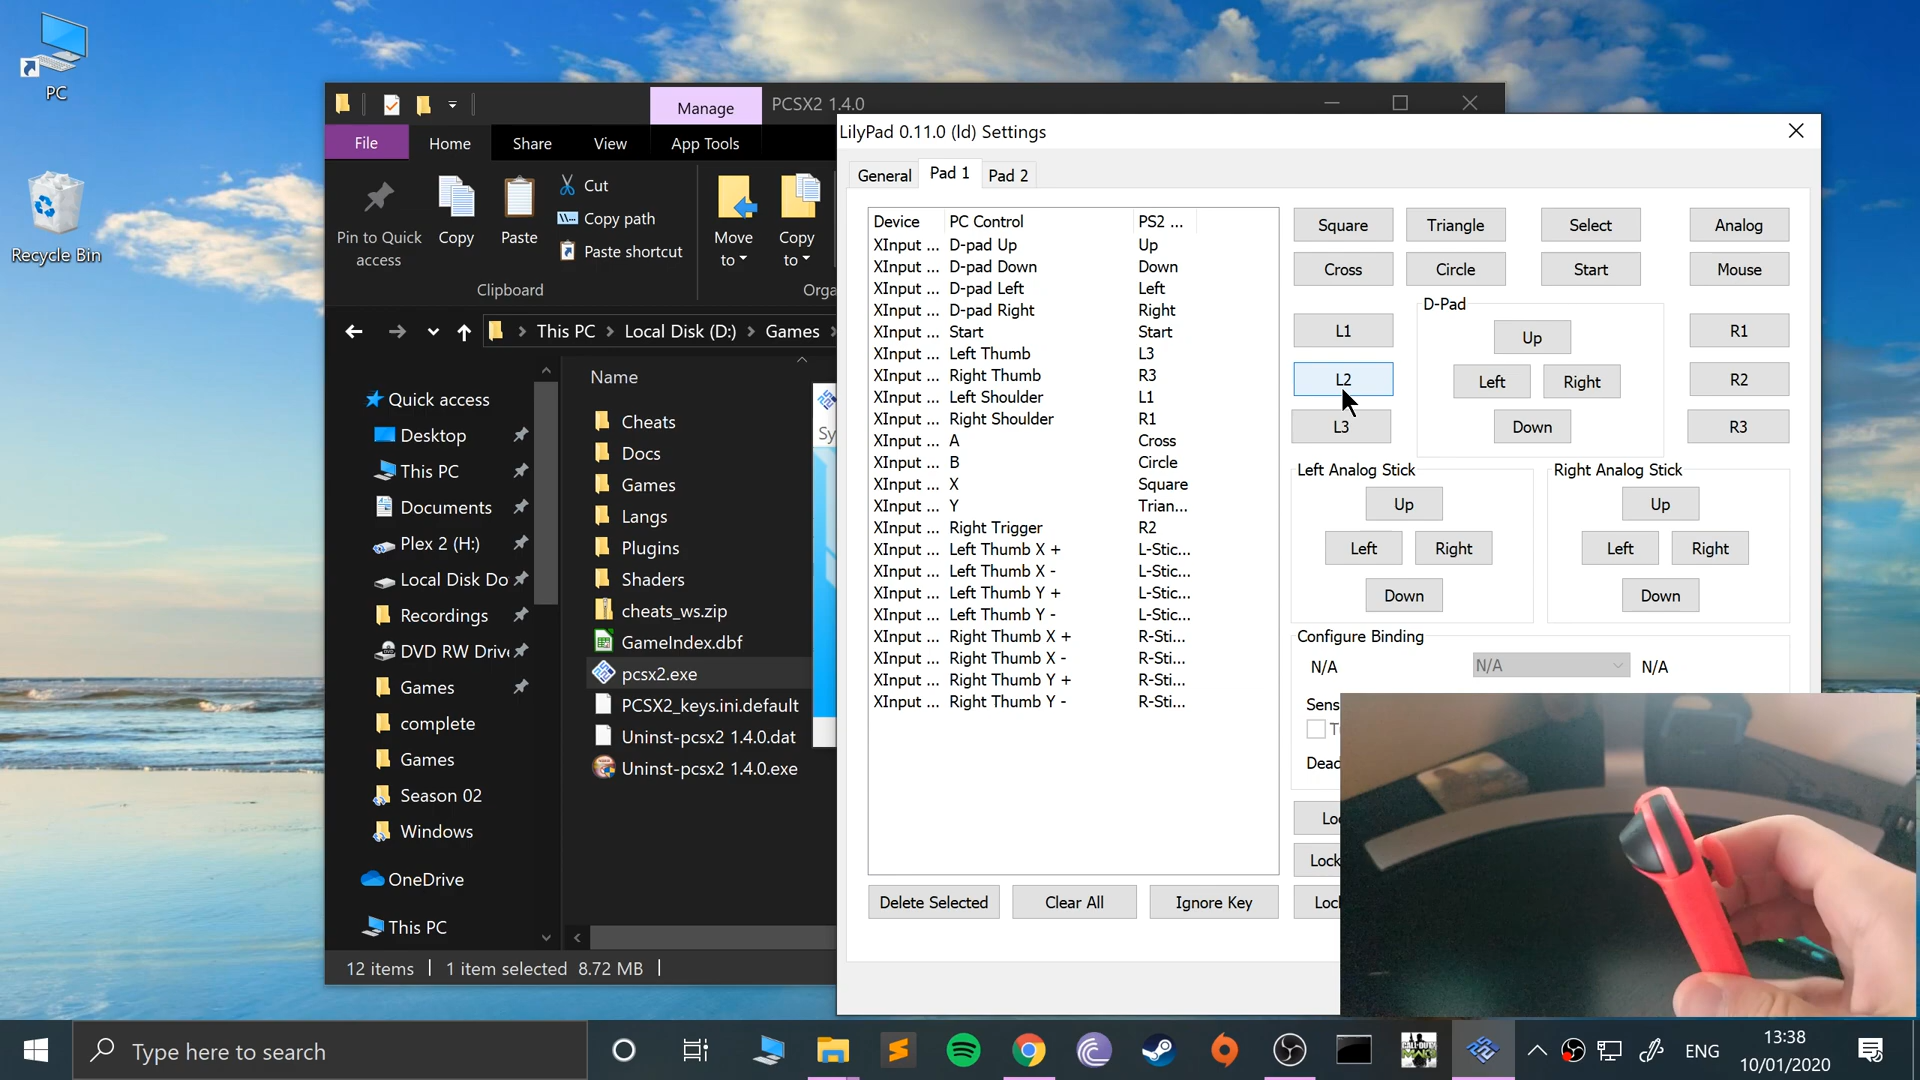 PC
Recycle Bin
Manage
PCSX2 1.4.0
File
Home
Share
View
App Tools
Pin to Quick access
Copy
Paste
Cut
Copy path
Paste shortcut
Move to
Copy to
Clipboard
Orga
This PC
Local Disk (D:)
Games
Quick access
Desktop
This PC
Documents
Plex 2 (H:)
Local Disk Do
Recordings
DVD RW Driv
Games
complete
Games
Season 02
Windows
OneDrive
This PC
Name
Cheats
Docs
Games
Langs
Plugins
Shaders
cheats_ws.zip
GameIndex.dbf
pcsx2.exe
PCSX2_keys.ini.default
Uninst-pcsx2 1.4.0.dat
Uninst-pcsx2 1.4.0.exe
12 items
1 item selected 8.72 MB
Sy
LilyPad 0.11.0 (ld) Settings
General
Pad 1
Pad 2
Device PC Control PS2 ...
XInput ... D-pad Up Up
XInput ... D-pad Down Down
XInput ... D-pad Left Left
XInput ... D-pad Right Right
XInput ... Start Start
XInput ... Left Thumb L3
XInput ... Right Thumb R3
XInput ... Left Shoulder L1
XInput ... Right Shoulder R1
XInput ... A Cross
XInput ... B Circle
XInput ... X Square
XInput ... Y Trian...
XInput ... Right Trigger R2
XInput ... Left Thumb X + L-Stic...
XInput ... Left Thumb X - L-Stic...
XInput ... Left Thumb Y + L-Stic...
XInput ... Left Thumb Y - L-Stic...
XInput ... Right Thumb X + R-Sti...
XInput ... Right Thumb X - R-Sti...
XInput ... Right Thumb Y + R-Sti...
XInput ... Right Thumb Y - R-Sti...
Delete Selected
Clear All
Ignore Key
Square
Triangle
Select
Analog
Cross
Circle
Start
Mouse
L1
L2
L3
D-Pad
Up
Left
Right
Down
R1
R2
R3
Left Analog Stick
Up
Left
Right
Down
Right Analog Stick
Up
Left
Right
Down
Configure Binding
N/A
N/A
N/A
Sens
T
Dead
Loc
Lock
Lock
Type here to search
ENG
13:38
10/01/2020